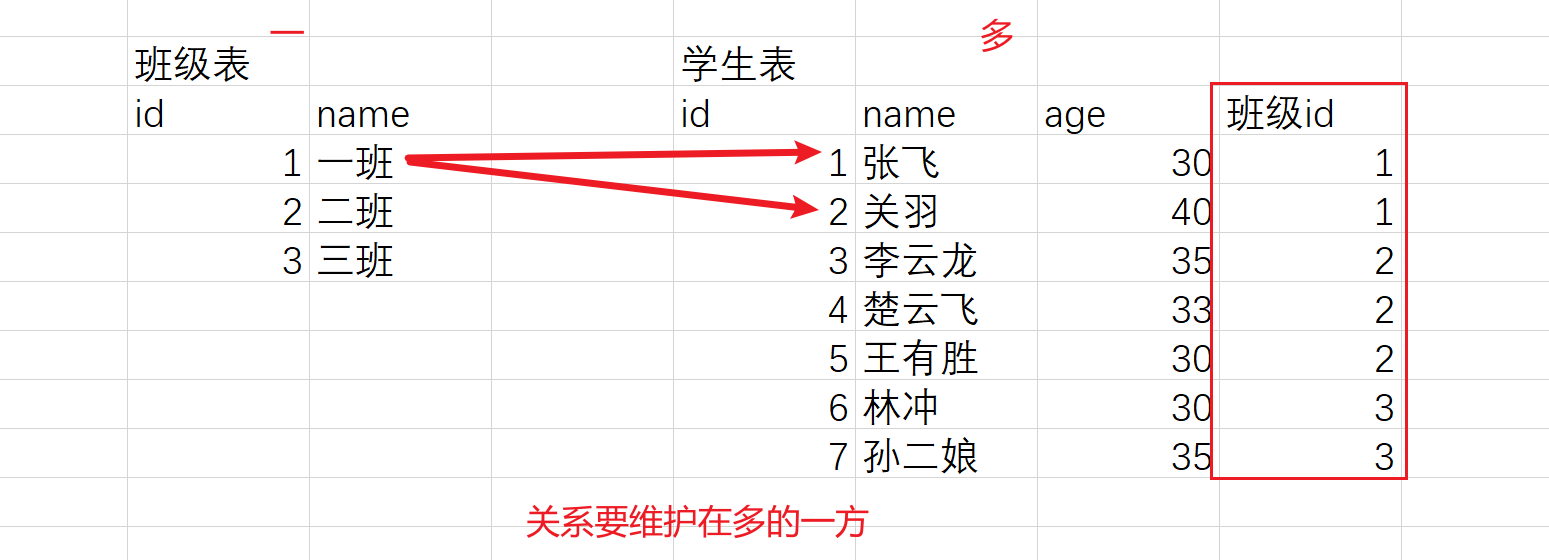 一 多
班级表 学生表
id name id name age 班级id
1 一班 1 张飞 30 1
2 二班 2 关羽 40 1
3 三班 3 李云龙 35 2
4 楚云飞 33 2
5 王有胜 30 2
6 林冲 30 3
7 孙二娘 35 3
关系要维护在多的一方